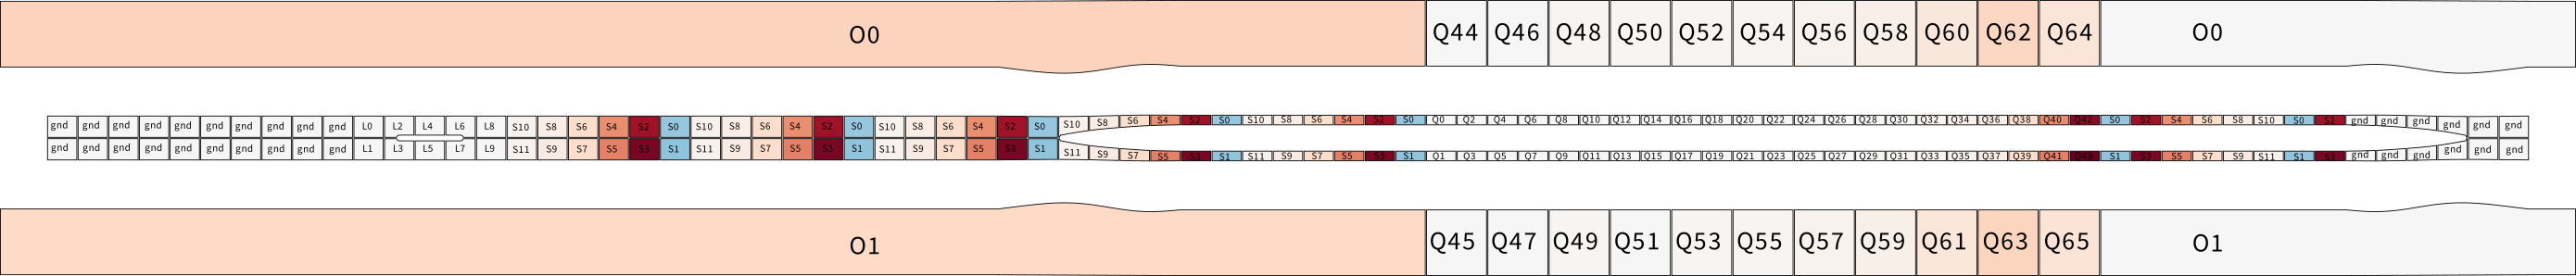 O0 Q44 Q46 Q48 Q50 Q52 Q54 Q56 Q58 Q60 Q62 Q64 O0
gnd gnd gnd gnd gnd gnd gnd gnd gnd gnd L0 L2 L4 L6 L8 S10 S8 S6 S4 S2 S0 S10 S8 S6 S4 S2 S0 S10 S8 S6 S4 S2 S0 S10 S8 S6 S4 S2 S0 S10 S8 S6 S4 S2 S0 Q0 Q2 Q4 Q6 Q8 Q10 Q12 Q14 Q16 Q18 Q20 Q22 Q24 Q26 Q28 Q30 Q32 Q34 Q36 Q38 Q40 Q42 S0 S2 S4 S6 S8 S10 S0 S2 gnd gnd gnd gnd gnd gnd
gnd gnd gnd gnd gnd gnd gnd gnd gnd gnd L1 L3 L5 L7 L9 S11 S9 S7 S5 S3 S1 S11 S9 S7 S5 S3 S1 S11 S9 S7 S5 S3 S1 S11 S9 S7 S5 S3 S1 S11 S9 S7 S5 S3 S1 Q1 Q3 Q5 Q7 Q9 Q11 Q13 Q15 Q17 Q19 Q21 Q23 Q25 Q27 Q29 Q31 Q33 Q35 Q37 Q39 Q41 Q43 S1 S3 S5 S7 S9 S11 S1 S3 gnd gnd gnd gnd gnd gnd
O1 Q45 Q47 Q49 Q51 Q53 Q55 Q57 Q59 Q61 Q63 Q65 O1